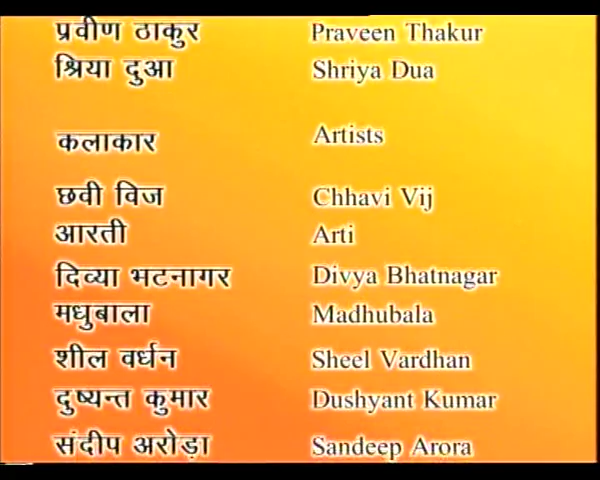 प्रवीण ठाकुर Praveen Thakur
श्रिया दुआ Shriya Dua
कलाकार Artists
छवी विज Chhavi Vij
आरती Arti
दिव्या भटनागर Divya Bhatnagar
मधुबाला Madhubala
शील वर्धन Sheel Vardhan
दुष्यन्त कुमार Dushyant Kumar
संदीप अरोड़ा Sandeep Arora